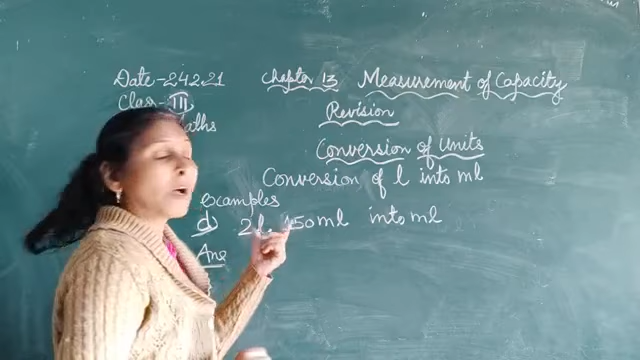 Date - 24.2.21
Chapter 13 Measurement of Capacity
Class - III
Revision
Maths
Conversion of Units
Conversion of l into ml
Examples
d) 2l. 150ml into ml
Ans